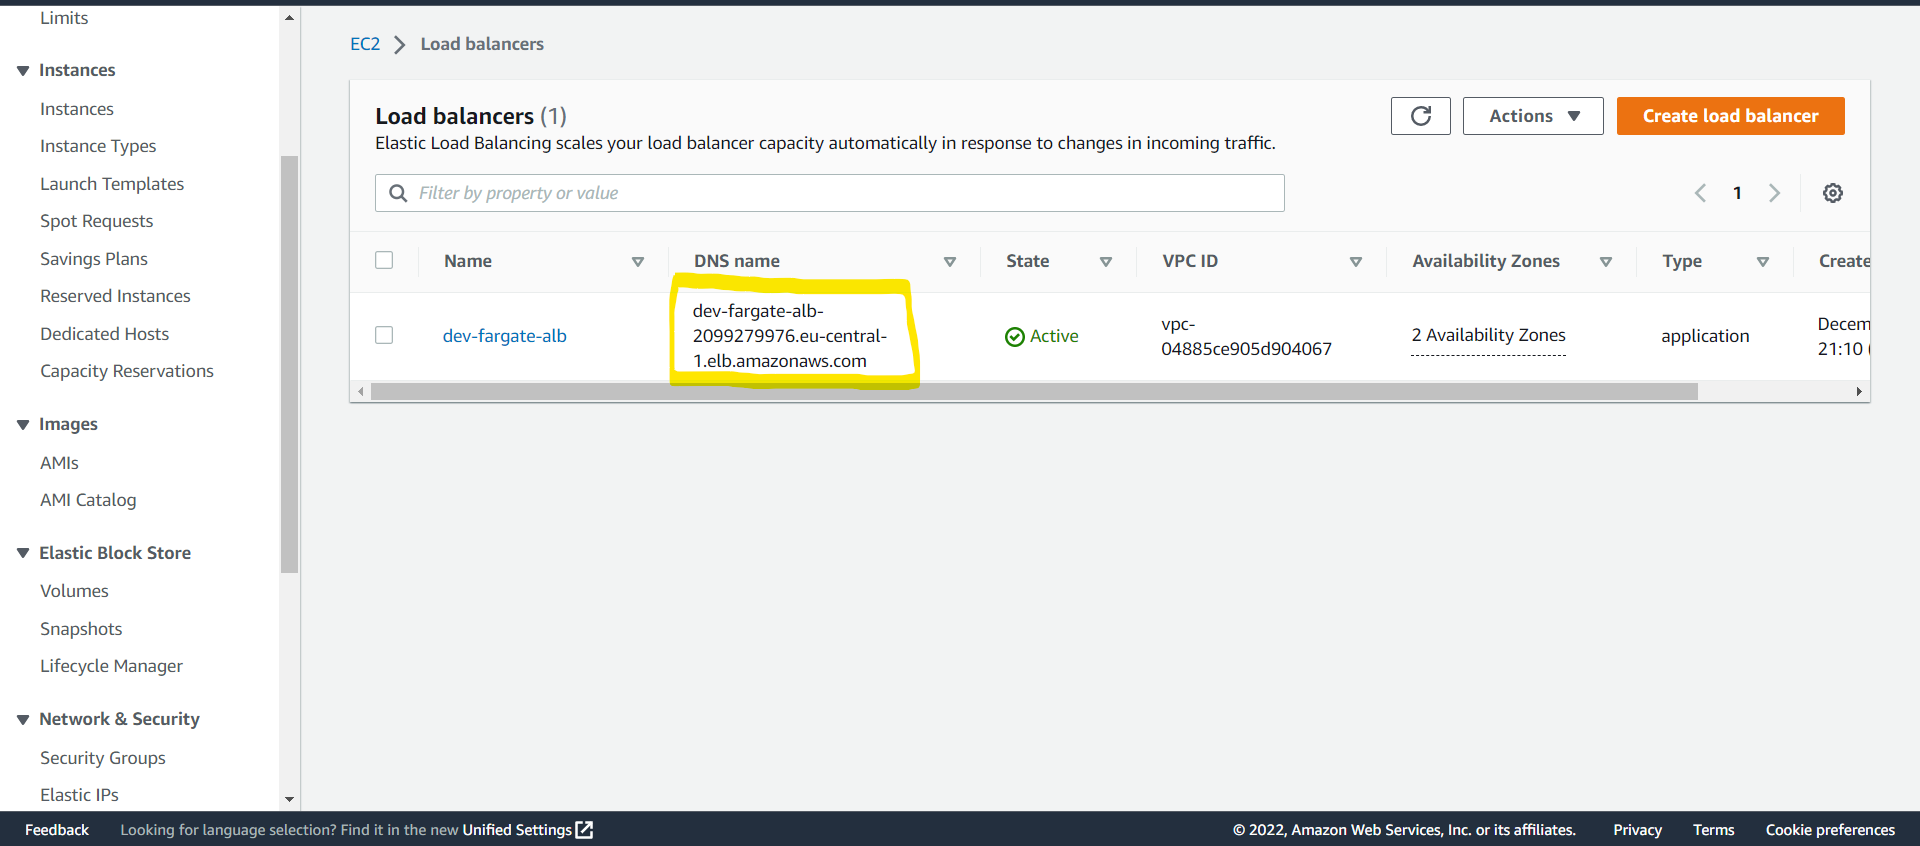 Limits
Instances
Instances
Instance Types
Launch Templates
Spot Requests
Savings Plans
Reserved Instances
Dedicated Hosts
Capacity Reservations
Images
AMIs
AMI Catalog
Elastic Block Store
Volumes
Snapshots
Lifecycle Manager
Network & Security
Security Groups
Elastic IPs
EC2 > Load balancers
Load balancers (1)
Elastic Load Balancing scales your load balancer capacity automatically in response to changes in incoming traffic.
Actions
Create load balancer
Filter by property or value
1
Name DNS name State VPC ID Availability Zones Type Create
dev-fargate-alb
dev-fargate-alb-
2099279976.eu-central-
1.elb.amazonaws.com
Active
vpc-
04885ce905d904067
2 Availability Zones
application
Decem
21:10 (
Feedback Looking for language selection? Find it in the new Unified Settings © 2022, Amazon Web Services, Inc. or its affiliates. Privacy Terms Cookie preferences